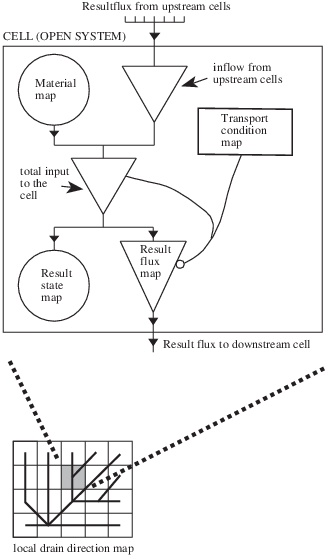 Resultflux from upstream cells
CELL (OPEN SYSTEM)
Material
map
inflow from
upstream cells
Transport
condition
map
total input
to the
cell
Result
state
map
Result
flux
map
Result flux to downstream cell
local drain direction map